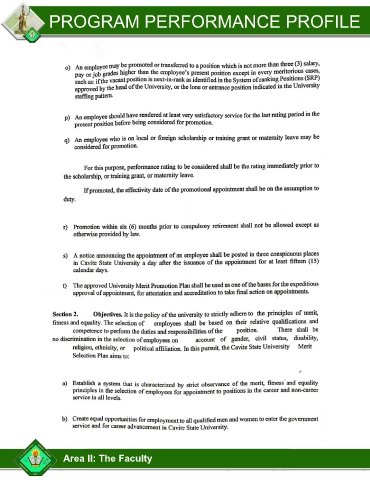 PROGRAM PERFORMANCE PROFILE
o) An employee may be promoted or transferred to a position which is not more than three (3) salary,
pay or job grades higher than the employee's present position except in every meritorious cases,
such as: if the vacant position is next-in-rank as identified in the System of ranking Positions (SRP)
approved by the head of the University, or the lone or entrance position indicated in the University
staffing pattern.
p) An employee should have rendered at least very satisfactory service for the last rating period in the
present position before being considered for promotion.
q) An employee who is on local or foreign scholarship or training grant or maternity leave may be
considered for promotion.
For this purpose, performance rating to be considered shall be the rating immediately prior to
the scholarship, or training grant, or maternity leave.
If promoted, the effectivity date of the promotional appointment shall be on the assumption to
duty.
r) Promotion within six (6) months prior to compulsory retirement shall not be allowed except as
otherwise provided by law.
s) A notice announcing the appointment of an employee shall be posted in three conspicuous places
in Cavite State University a day after the issuance of the appointment for at least fifteen (15)
calendar days.
t) The approved University Merit Promotion Plan shall be used as one of the bases for the expeditious
approval of appointment, for attestation and accreditation to take final action on appointments.
Section 2. Objectives. It is the policy of the university to strictly adhere to the principles of merit,
fitness and equality. The selection of employees shall be based on their relative qualifications and
competence to perform the duties and responsibilities of the position. There shall be
no discrimination in the selection of employees on account of gender, civil status, disability,
religion, ethnicity, or political affiliation. In this pursuit, the Cavite State University Merit
Selection Plan aims to:
a) Establish a system that is characterized by strict observance of the merit, fitness and equality
principles in the selection of employees for appointment to positions in the career and non-career
service in all levels.
b) Create equal opportunities for employment to all qualified men and women to enter the government
service and for career advancement in Cavite State University.
Area II: The Faculty